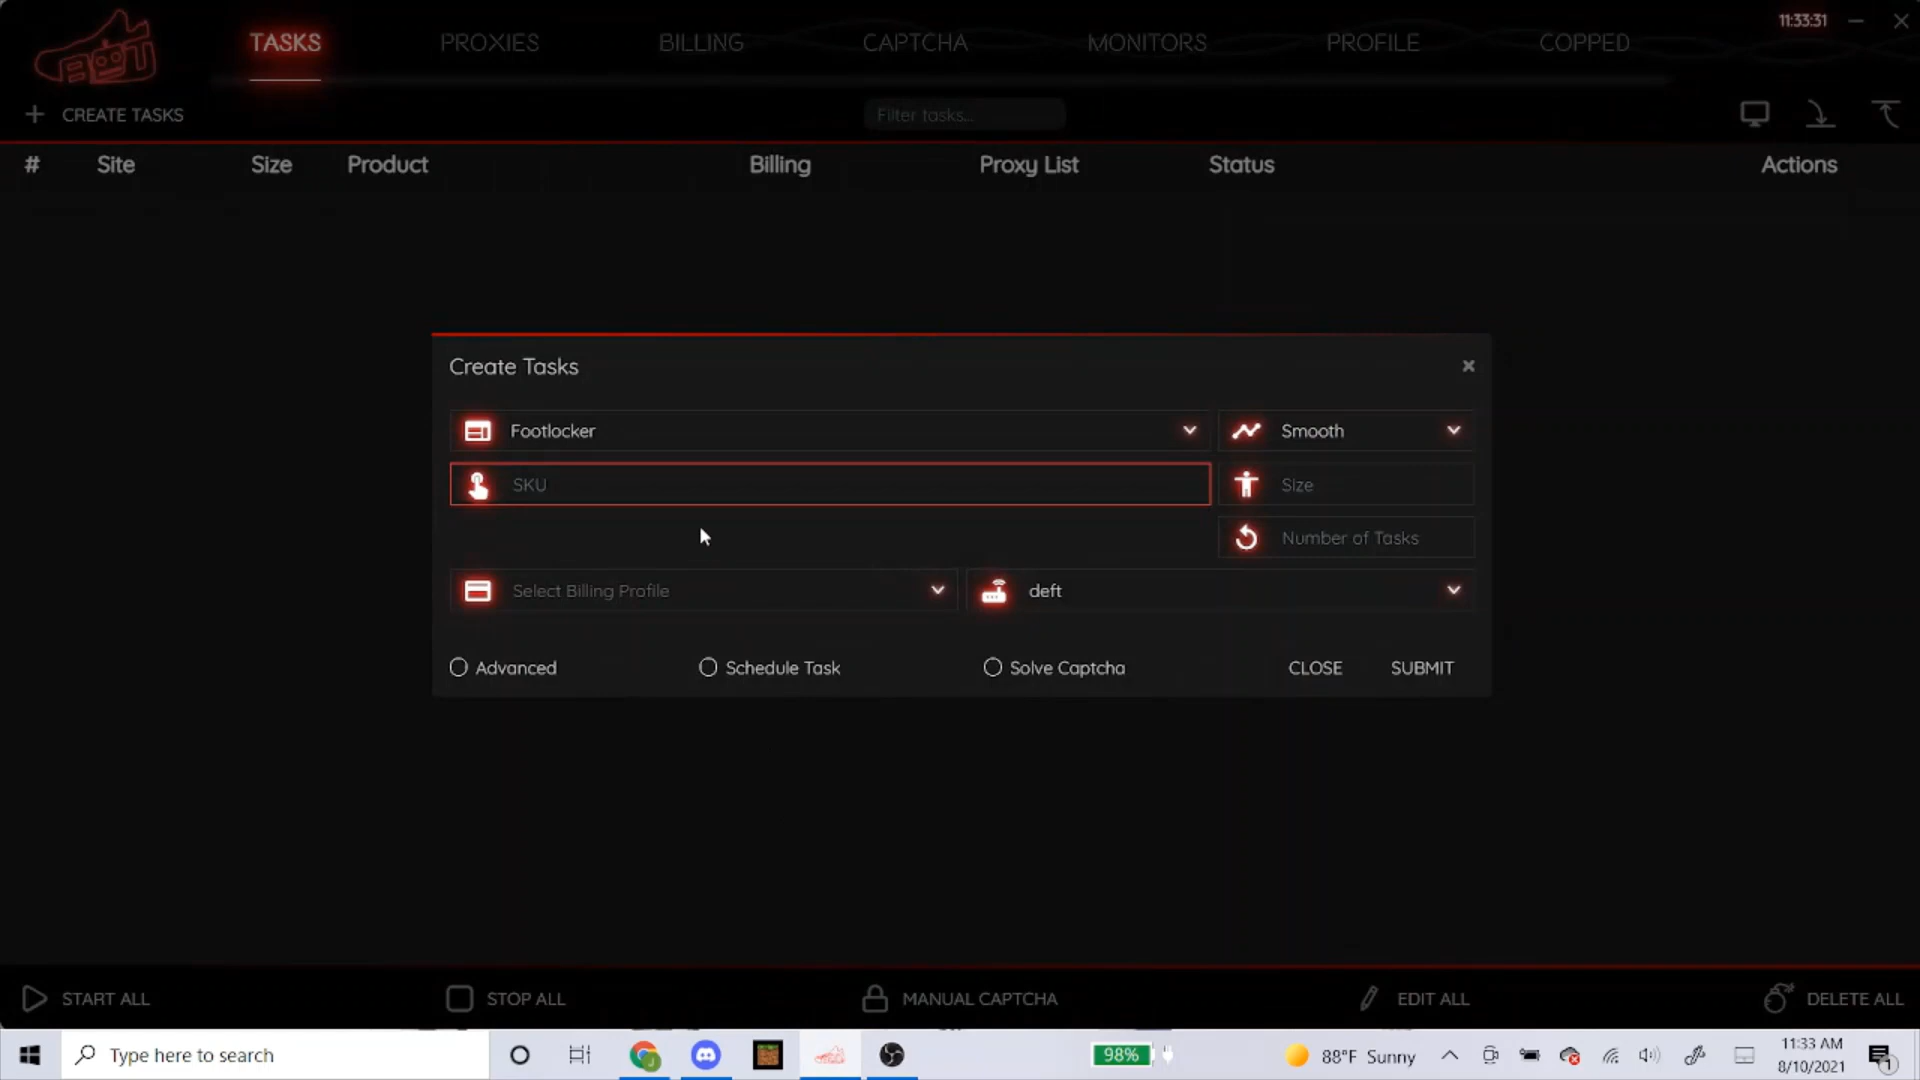 11:33:31
BOT
TASKS
PROXIES
BILLING
CAPTCHA
MONITORS
PROFILE
COPPED
CREATE TASKS
Filter tasks...
# Site Size Product Billing Proxy List Status Actions
Create Tasks
Footlocker
Smooth
SKU
Size
Number of Tasks
Select Billing Profile
deft
Advanced
Schedule Task
Solve Captcha
CLOSE
SUBMIT
START ALL
STOP ALL
MANUAL CAPTCHA
EDIT ALL
DELETE ALL
Type here to search
98%
88°F Sunny
11:33 AM
8/10/2021
1